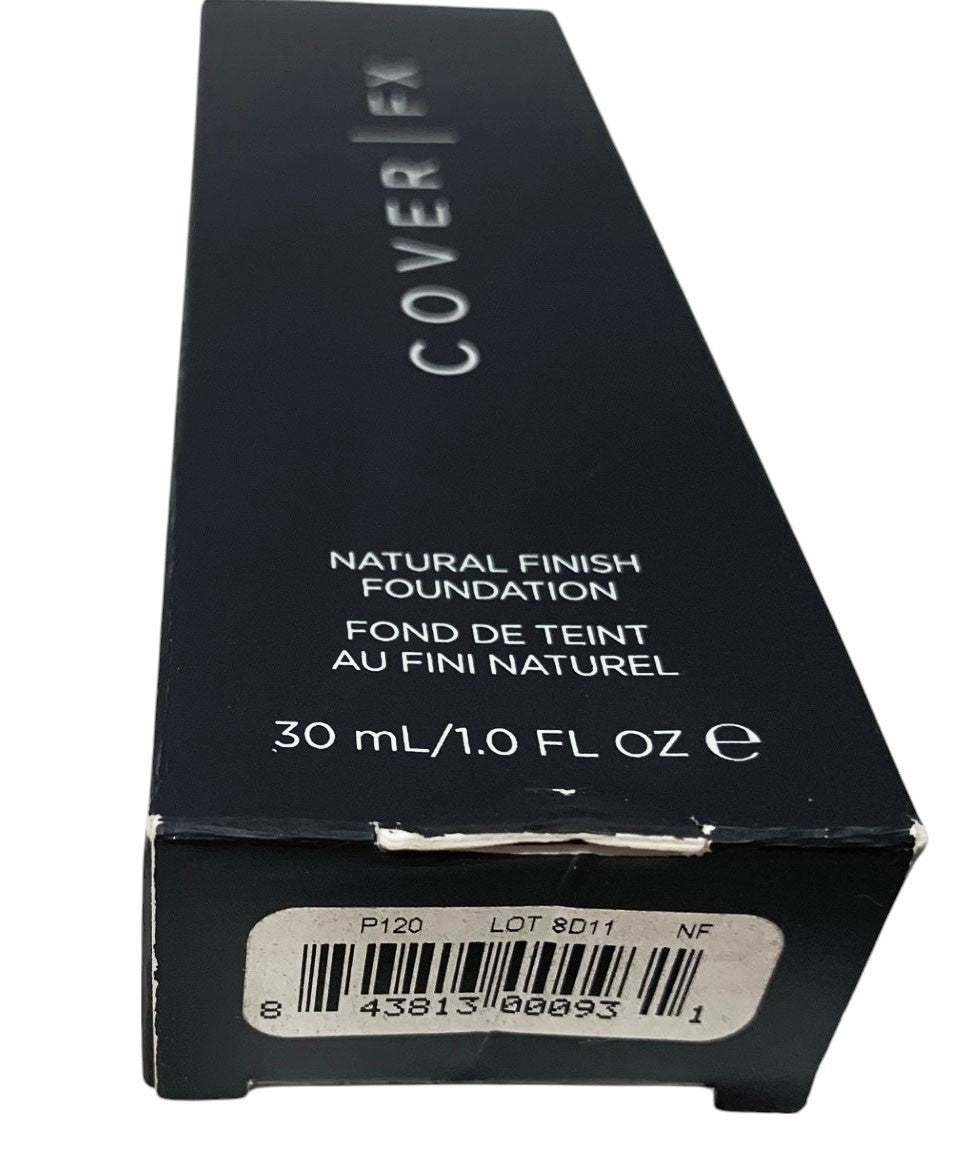 COVER|FX
NATURAL FINISH
FOUNDATION
FOND DE TEINT
AU FINI NATUREL
30 mL/1.0 FL OZ ℮
P120 LOT 8D11 NF
8 43813 00093 1